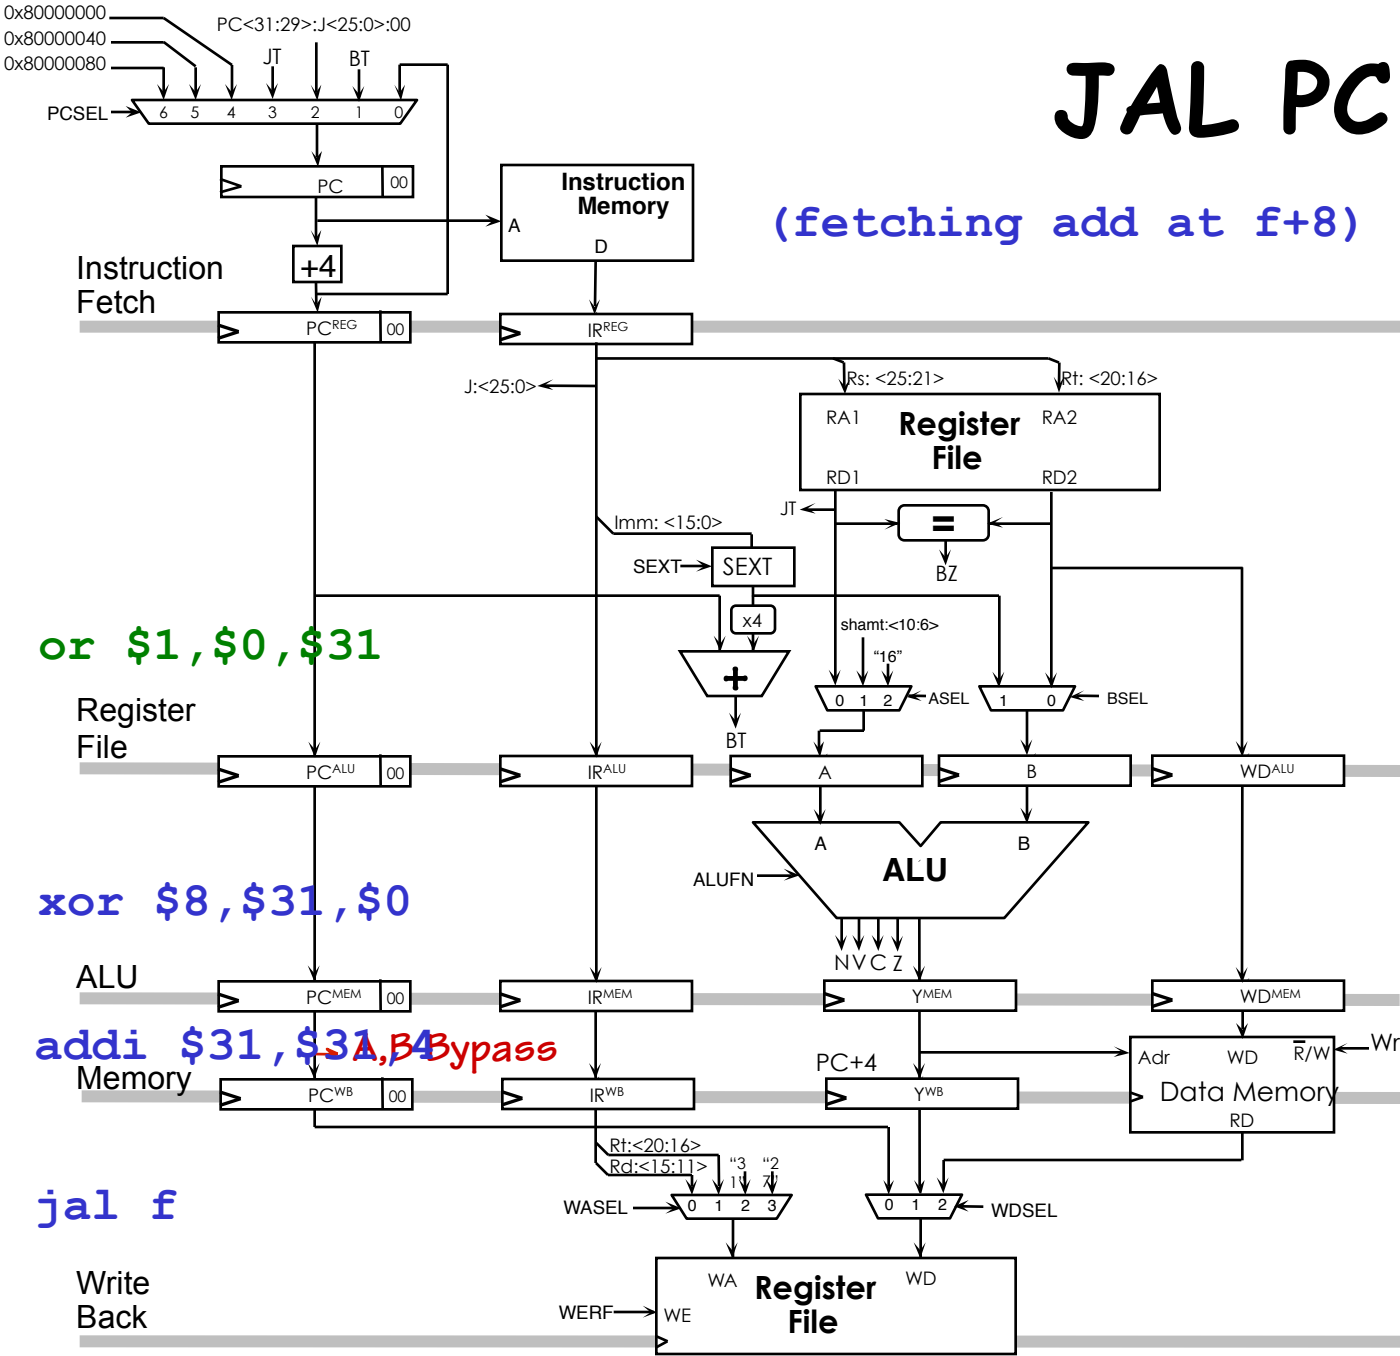 0x80000000
0x80000040
0x80000080
PC<31:29>:J<25:0>:00
JT
BT
JAL PC
PCSEL
6 5 4 3 2 1 0
PC 00
Instruction
Memory
A
D
(fetching add at f+8)
+4
Instruction
Fetch
PCREG 00
IRREG
J:<25:0>
Rs: <25:21>
Rt: <20:16>
RA1
Register
File
RA2
RD1
RD2
JT
=
BZ
Imm: <15:0>
SEXT
SEXT
x4
shamt:<10:6>
“16”
or $1,$0,$31
+
0 1 2
ASEL
1 0
BSEL
Register
File
BT
PCALU 00
IRALU
A
B
WDALU
A
B
ALU
ALUFN
xor $8,$31,$0
N V C Z
ALU
PCMEM 00
IRMEM
YMEM
WDMEM
addi $31,$31,4
A,B Bypass
Memory
PC+4
Adr
WD
R/W
Wr
Data Memory
RD
PCWB 00
IRWB
YWB
Rt:<20:16>
Rd:<15:11>
“3
1”
“2
7”
jal f
WASEL
0 1 2 3
0 1 2
WDSEL
Write
Back
WA
Register
File
WD
WERF
WE